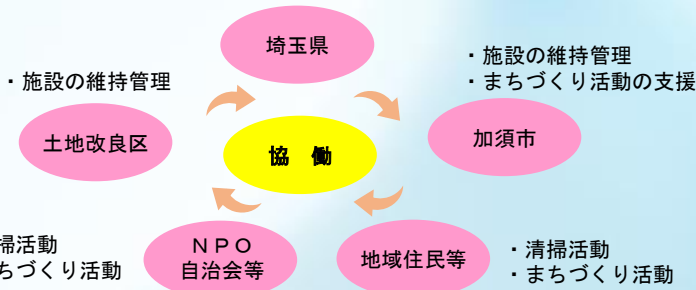 埼玉県
・施設の維持管理
・まちづくり活動の支援
・施設の維持管理
土地改良区
協 働
加須市
掃活動
ちづくり活動
ＮＰＯ
自治会等
地域住民等
・清掃活動
・まちづくり活動